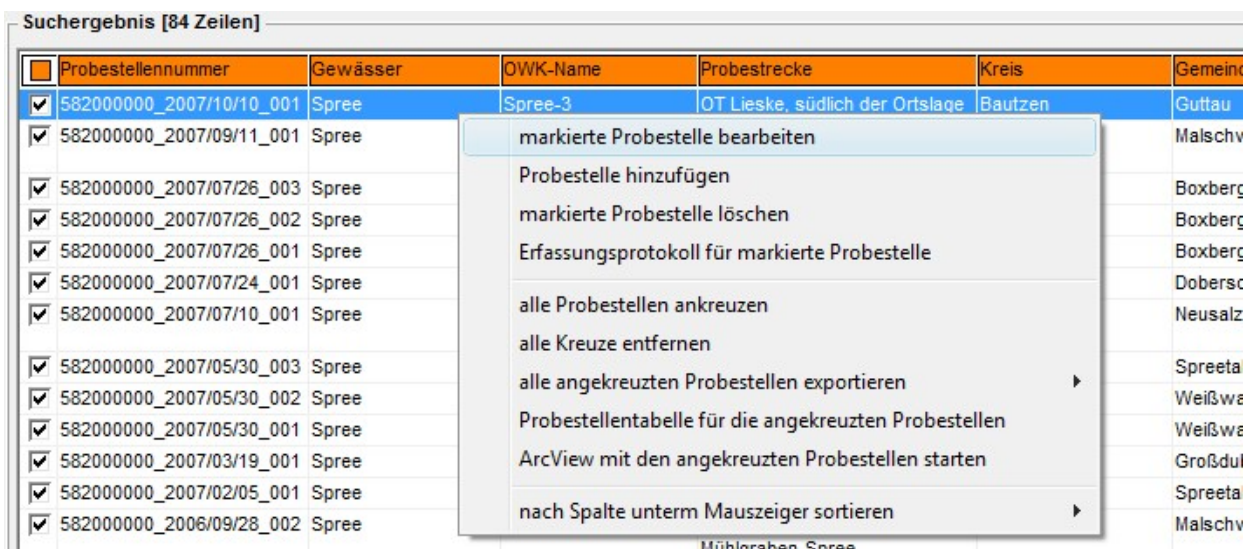 Suchergebnis [84 Zeilen]
Probestellennummer Gewässer OWK-Name Probestrecke Kreis
582000000_2007/10/10_001 Spree Spree-3 OT Lieske, südlich der Ortslage Bautzen Guttau
582000000_2007/09/11_001 Spree
markierte Probestelle bearbeiten
Probestelle hinzufügen
582000000_2007/07/26_003 Spree
markierte Probestelle löschen
582000000_2007/07/26_002 Spree
Erfassungsprotokoll für markierte Probestelle
582000000_2007/07/26_001 Spree
582000000_2007/07/24_001 Spree
alle Probestellen ankreuzen
582000000_2007/07/10_001 Spree
alle Kreuze entfernen
582000000_2007/05/30_003 Spree
alle angekreuzten Probestellen exportieren
582000000_2007/05/30_002 Spree
Probestellentabelle für die angekreuzten Probestellen
582000000_2007/05/30_001 Spree
ArcView mit den angekreuzten Probestellen starten
582000000_2007/03/19_001 Spree
582000000_2007/02/05_001 Spree
nach Spalte unterm Mauszeiger sortieren
582000000_2006/09/28_002 Spree
Mühlgraben Spree